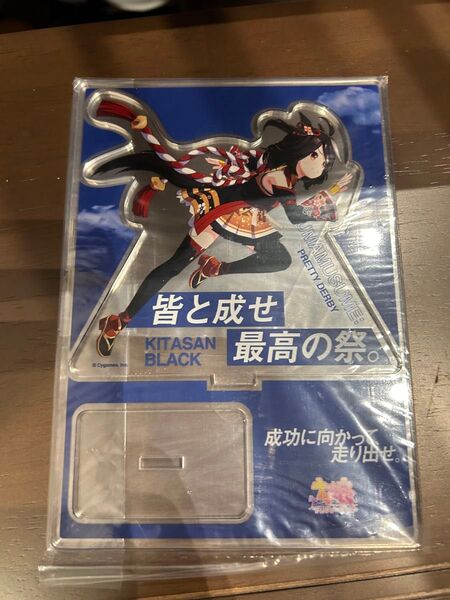 UMAMUSUME:
PRETTY DERBY
皆と成せ
最高の祭。
KITASAN
BLACK
© Cygames, Inc.
成功に向かって
走り出せ。